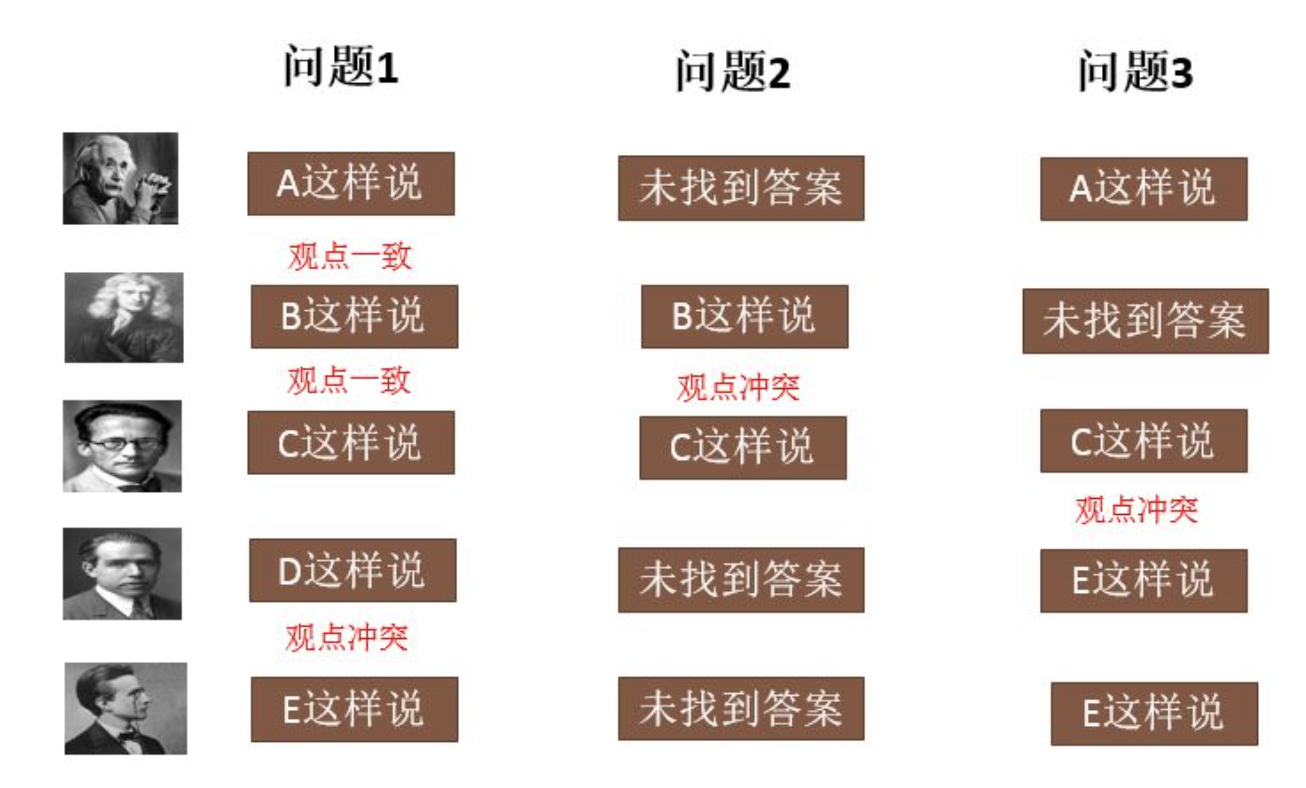 问题1 问题2 问题3
A这样说 未找到答案 A这样说
观点一致
B这样说 B这样说 未找到答案
观点一致 观点冲突
C这样说 C这样说 C这样说
观点冲突
D这样说 未找到答案 E这样说
观点冲突
E这样说 未找到答案 E这样说